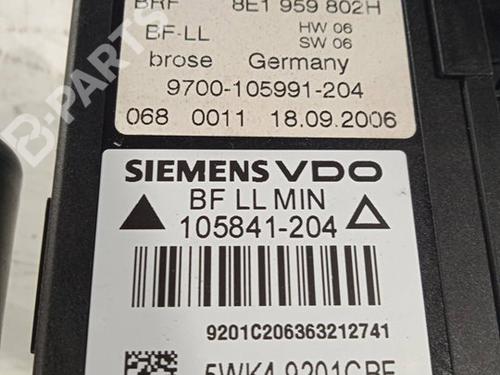 BRF 8E1 959 802H
BF-LL HW 06
SW 06
brose Germany
9700-105991-204
068 0011 18.09.2006
SIEMENS VDO
BF LL MIN
105841-204
9201C206363212741
B-PARTS